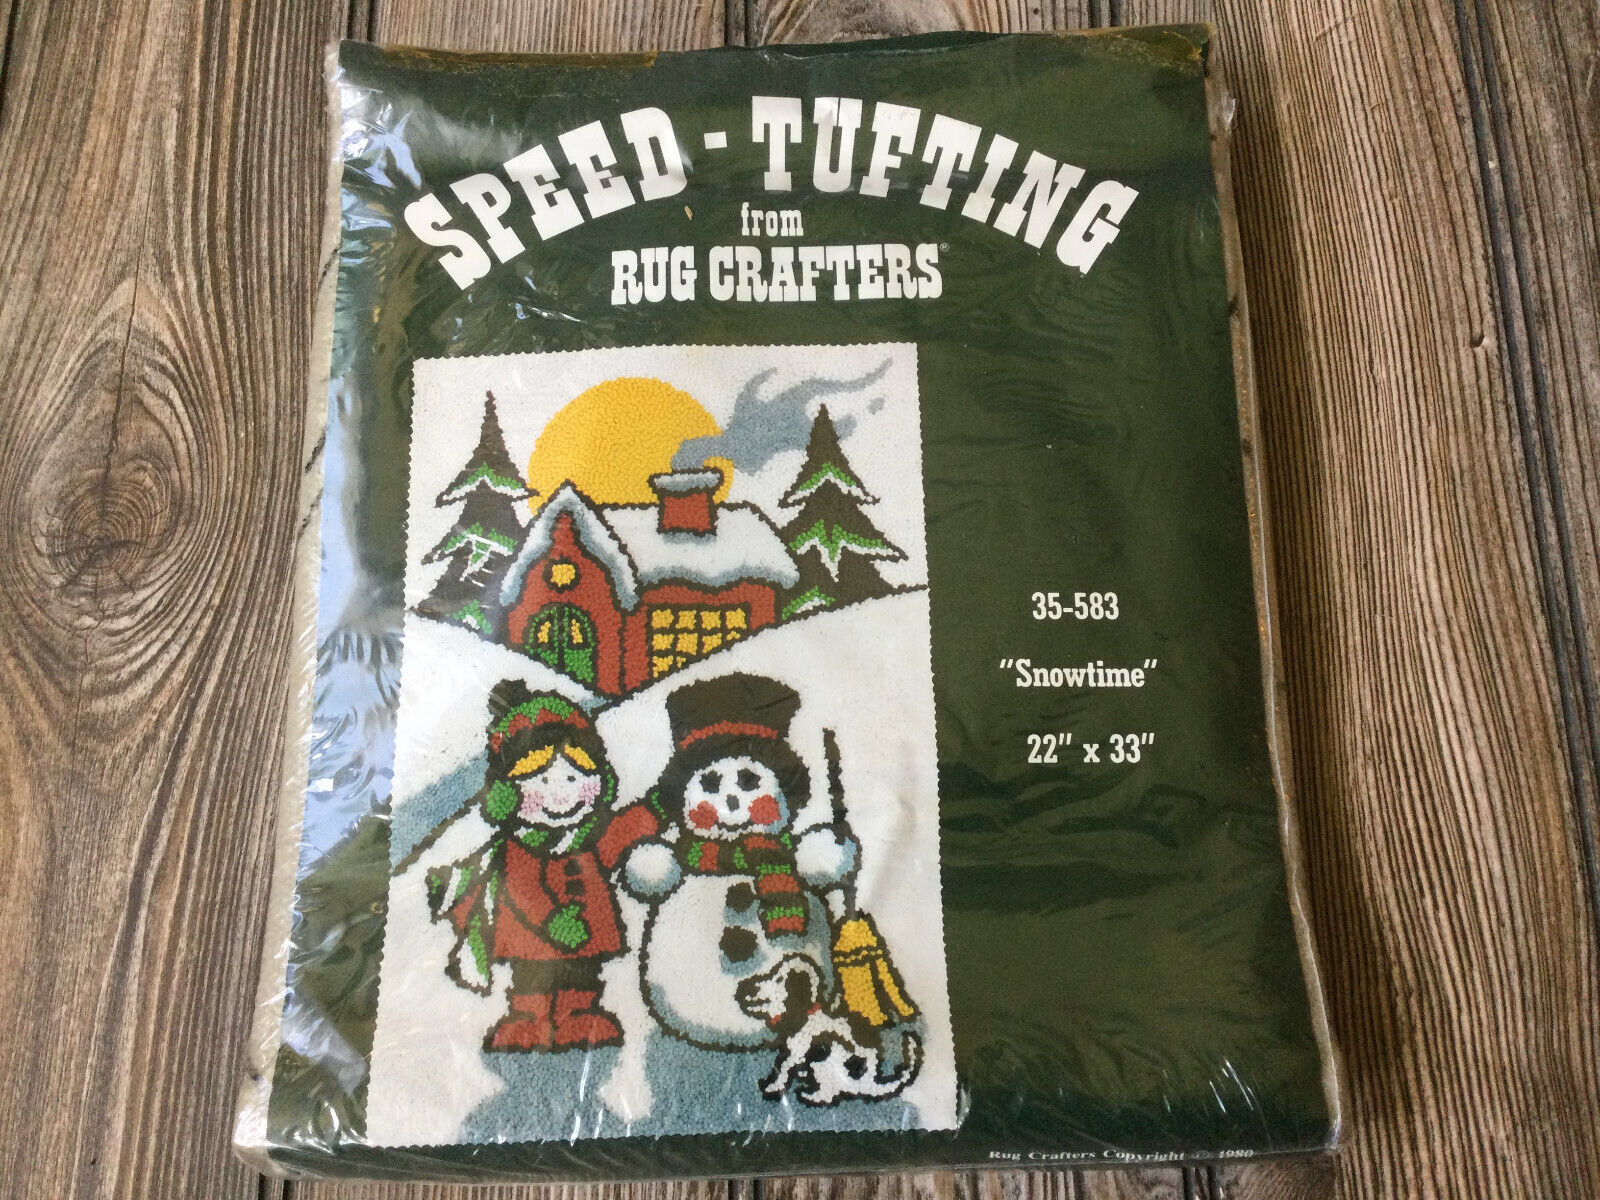 SPEED-TUFTING
from
RUG CRAFTERS®
35-583
"Snowtime"
22" x 33"
Rug Crafters Copyright © 1980